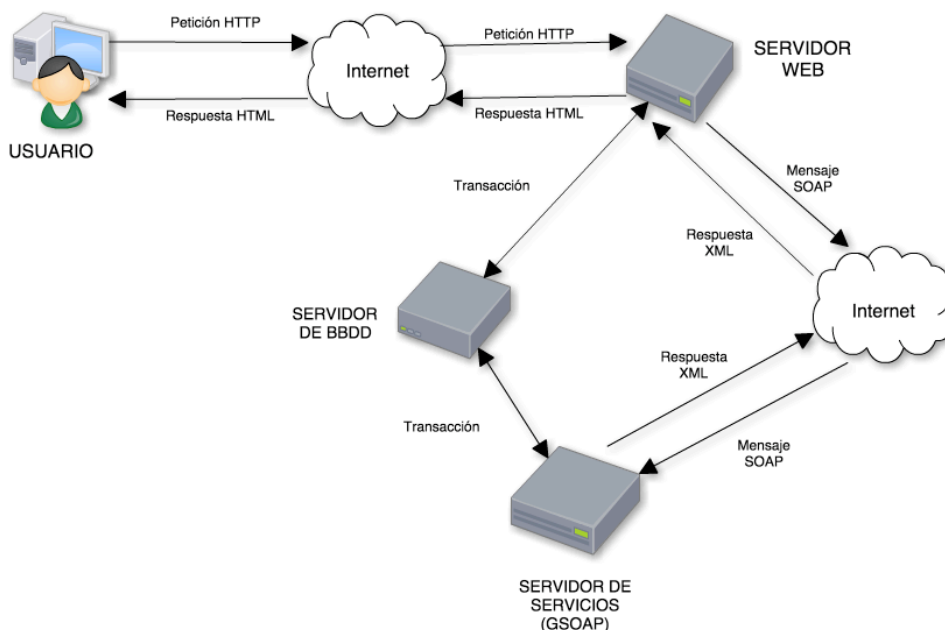 Petición HTTP
Internet
Petición HTTP
SERVIDOR
WEB
Respuesta HTML
Respuesta HTML
USUARIO
Transacción
Mensaje
SOAP
Respuesta
XML
Internet
SERVIDOR
DE BBDD
Respuesta
XML
Transacción
Mensaje
SOAP
SERVIDOR DE
SERVICIOS
(GSOAP)